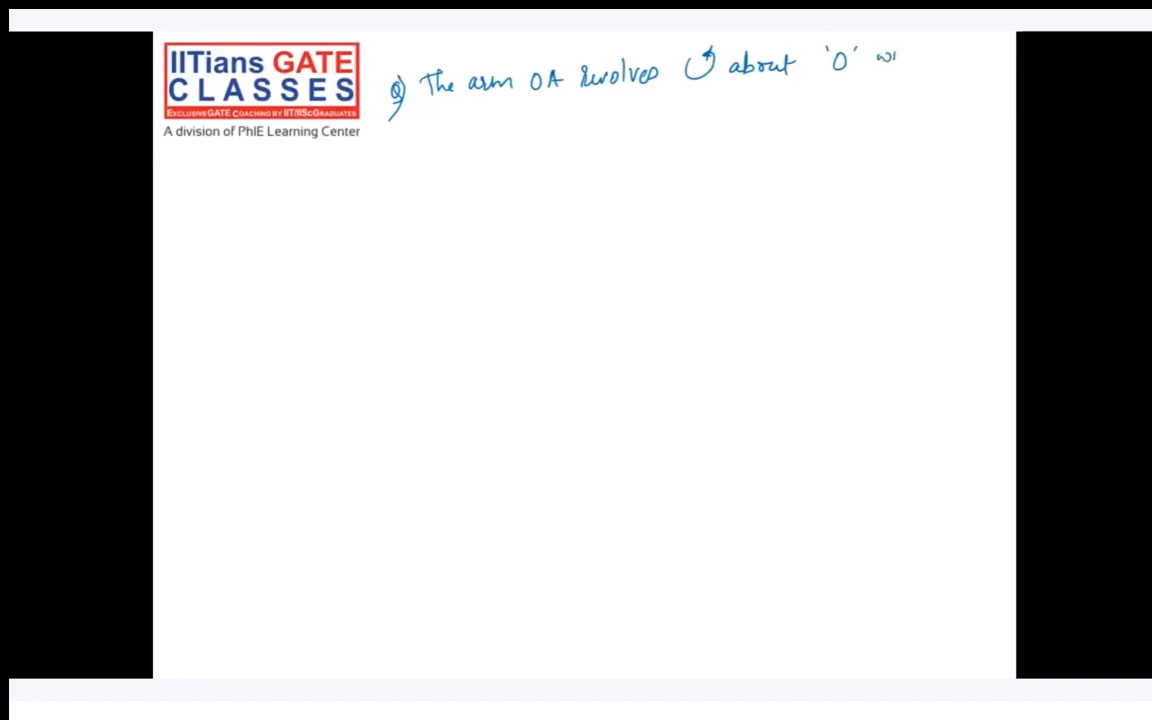 IITians GATE
CLASSES
EXCLUSIVE GATE COACHING BY IIT/IISc GRADUATES
A division of PhIE Learning Center
Q) The arm OA revolves ↺ about 'O' wi